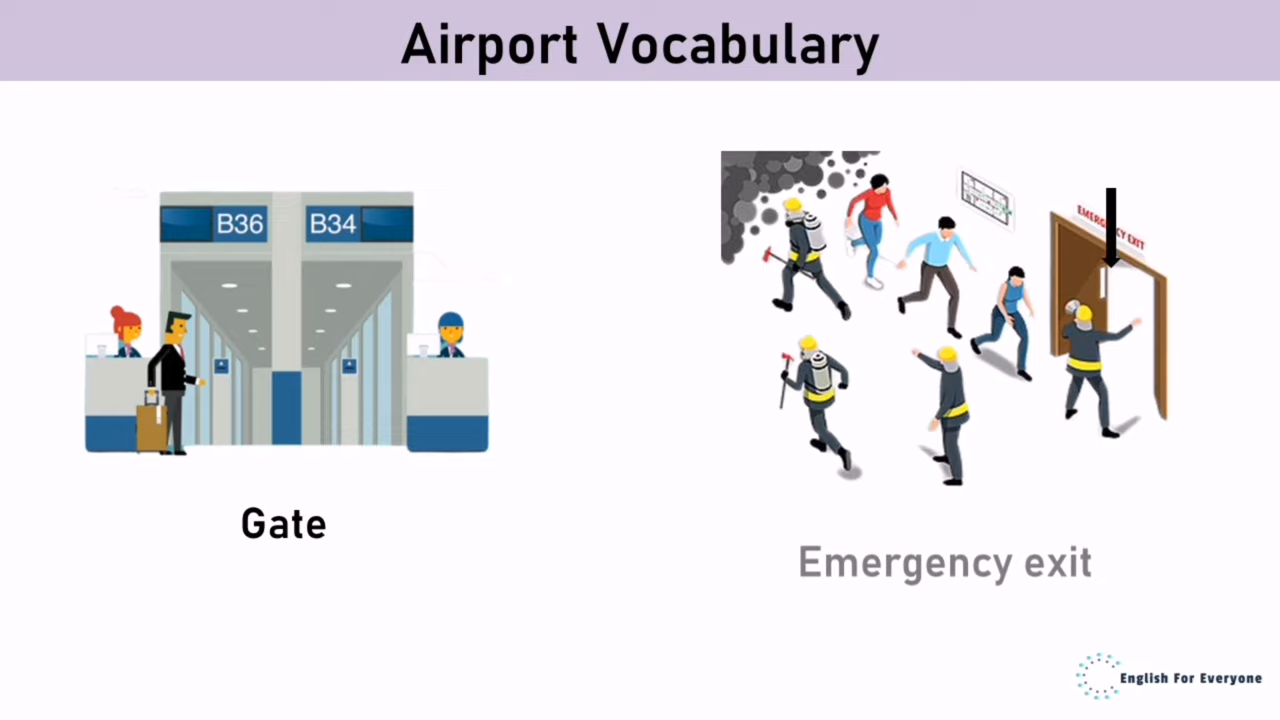 Airport Vocabulary
B36
B34
EMERGENCY EXIT
Gate
Emergency exit
English For Everyone